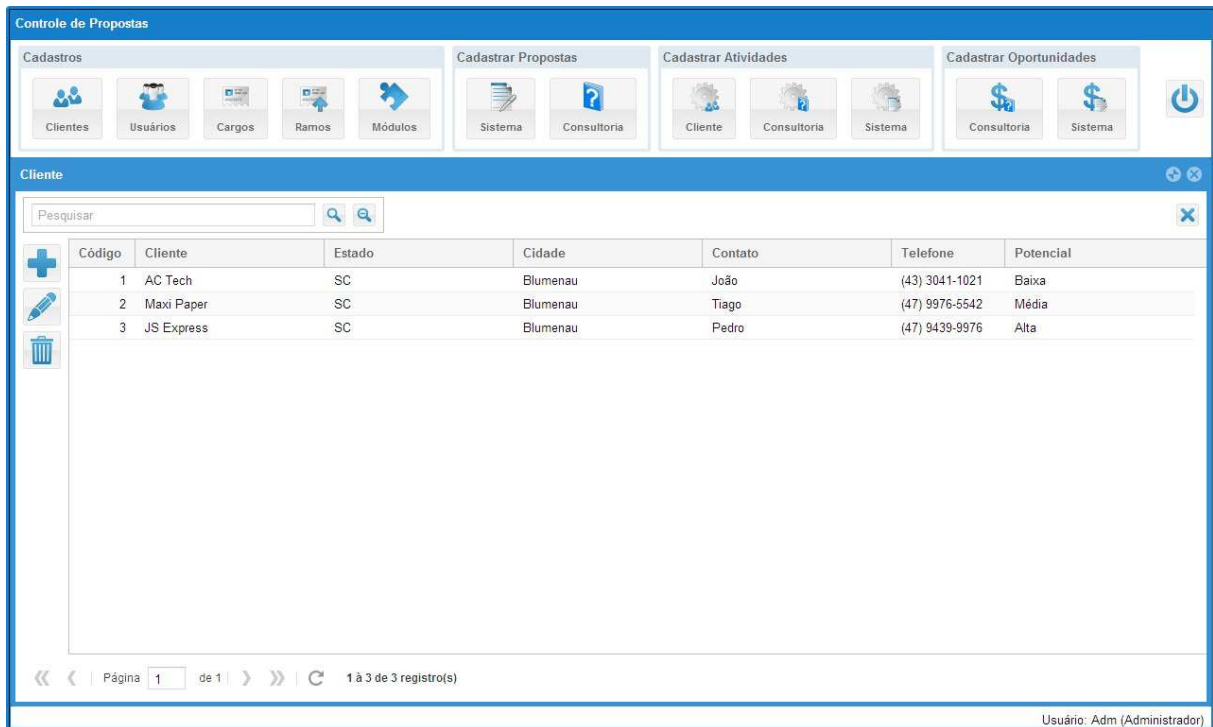 Controle de Propostas
Cadastros Cadastrar Propostas Cadastrar Atividades Cadastrar Oportunidades
Clientes Usuários Cargos Ramos Módulos Sistema Consultoria Cliente Consultoria Sistema Consultoria Sistema
Cliente
Pesquisar
Código Cliente Estado Cidade Contato Telefone Potencial
1 AC Tech SC Blumenau João (43) 3041-1021 Baixa
2 Maxi Paper SC Blumenau Tiago (47) 9976-5542 Média
3 JS Express SC Blumenau Pedro (47) 9439-9976 Alta
Página 1 de 1 1 à 3 de 3 registro(s)
Usuário: Adm (Administrador)